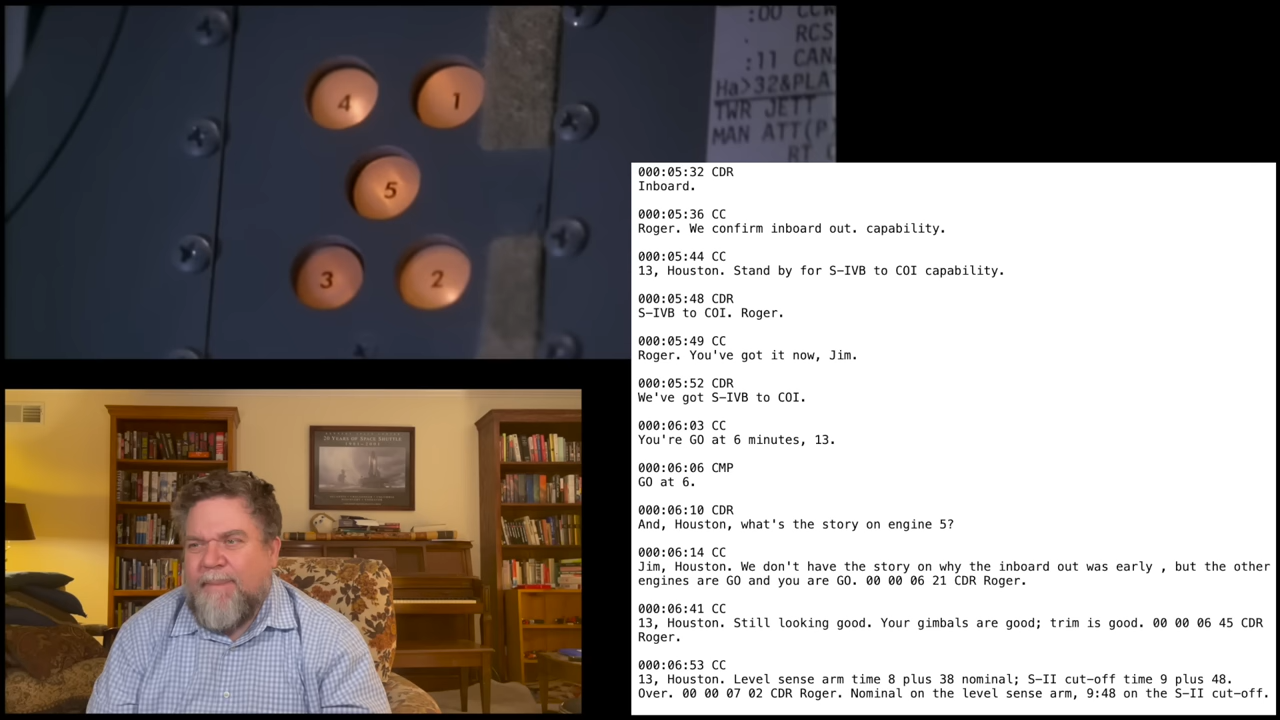 :00 CCW
RCS
:11 CAN
Ha>32&PLA
TWR JETT
MAN ATT(P
RT
4 1
5
3 2
20 YEARS OF SPACE SHUTTLE
000:05:32 CDR
Inboard.
000:05:36 CC
Roger. We confirm inboard out. capability.
000:05:44 CC
13, Houston. Stand by for S-IVB to COI capability.
000:05:48 CDR
S-IVB to COI. Roger.
000:05:49 CC
Roger. You've got it now, Jim.
000:05:52 CDR
We've got S-IVB to COI.
000:06:03 CC
You're GO at 6 minutes, 13.
000:06:06 CMP
GO at 6.
000:06:10 CDR
And, Houston, what's the story on engine 5?
000:06:14 CC
Jim, Houston. We don't have the story on why the inboard out was early , but the other
engines are GO and you are GO. 00 00 06 21 CDR Roger.
000:06:41 CC
13, Houston. Still looking good. Your gimbals are good; trim is good. 00 00 06 45 CDR
Roger.
000:06:53 CC
13, Houston. Level sense arm time 8 plus 38 nominal; S-II cut-off time 9 plus 48.
Over. 00 00 07 02 CDR Roger. Nominal on the level sense arm, 9:48 on the S-II cut-off.